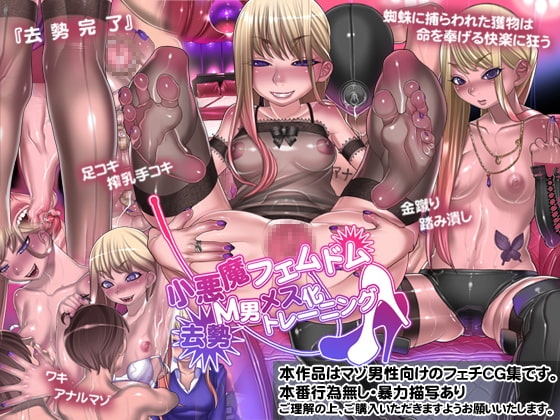 『去勢完了』
蜘蛛に捕らわれた獲物は
命を奉げる快楽に狂う
足コキ
搾乳手コキ
アナ
金蹴り
踏み潰し
小悪魔フェムドム
M男メス化
去勢トレーニング
ワキ
アナルマゾ
本作品はマゾ男性向けのフェチCG集です。
本番行為無し・暴力描写あり
ご理解の上、ご購入いただきますようお願いいたします。